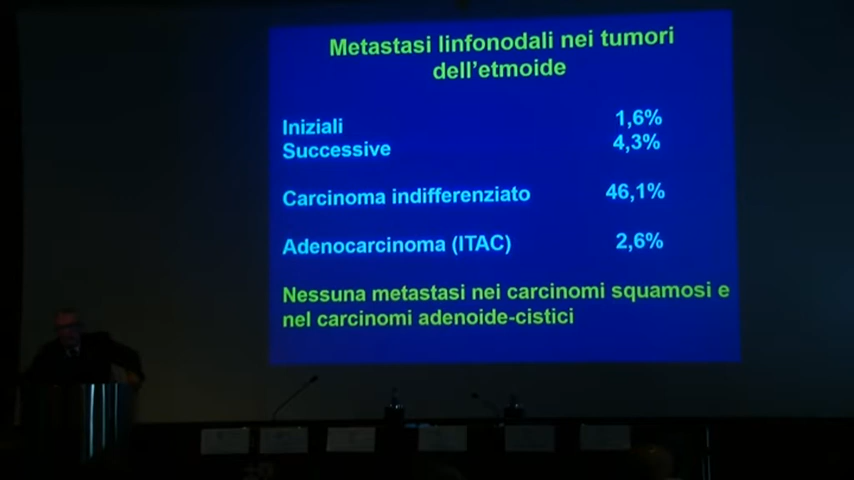 Metastasi linfonodali nei tumori
dell'etmoide
Iniziali 1,6%
Successive 4,3%
Carcinoma indifferenziato 46,1%
Adenocarcinoma (ITAC) 2,6%
Nessuna metastasi nei carcinomi squamosi e
nel carcinomi adenoide-cistici